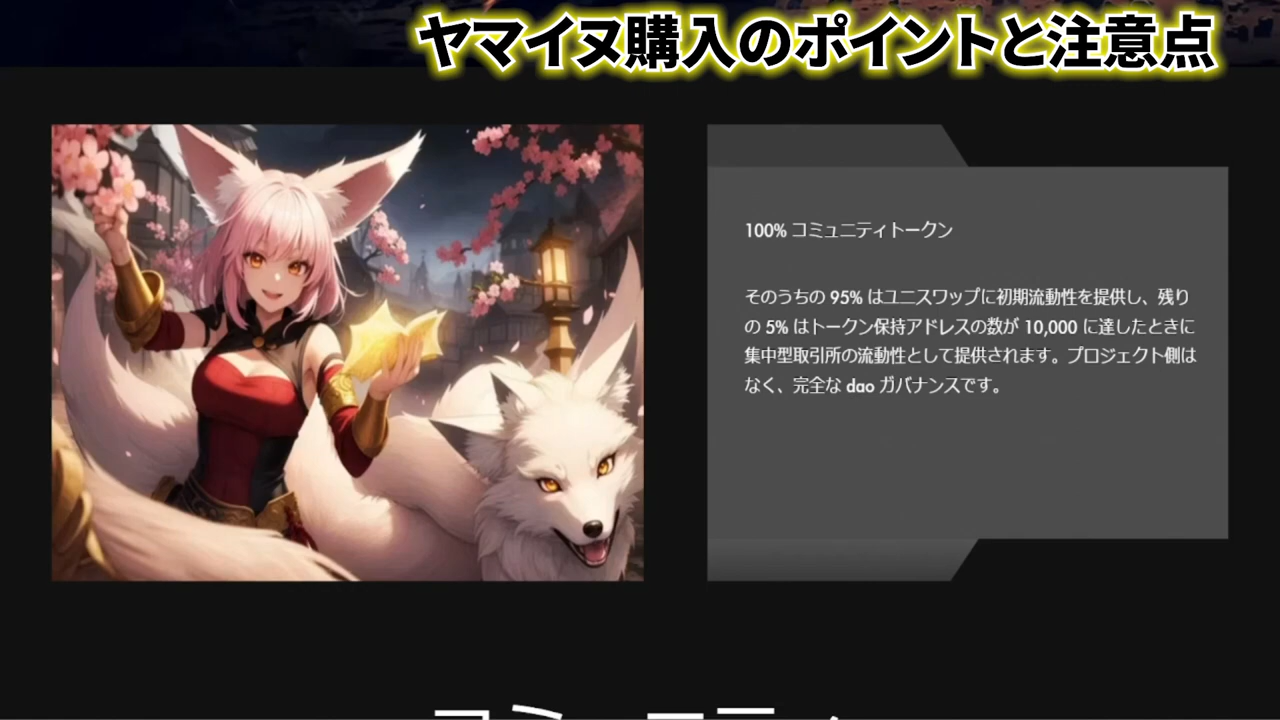 ヤマイヌ購入のポイントと注意点
100% コミュニティトークン
そのうちの 95% はユニスワップに初期流動性を提供し、残り
の 5% はトークン保持アドレスの数が 10,000 に達したときに
集中型取引所の流動性として提供されます。プロジェクト側は
なく、完全な dao ガバナンスです。